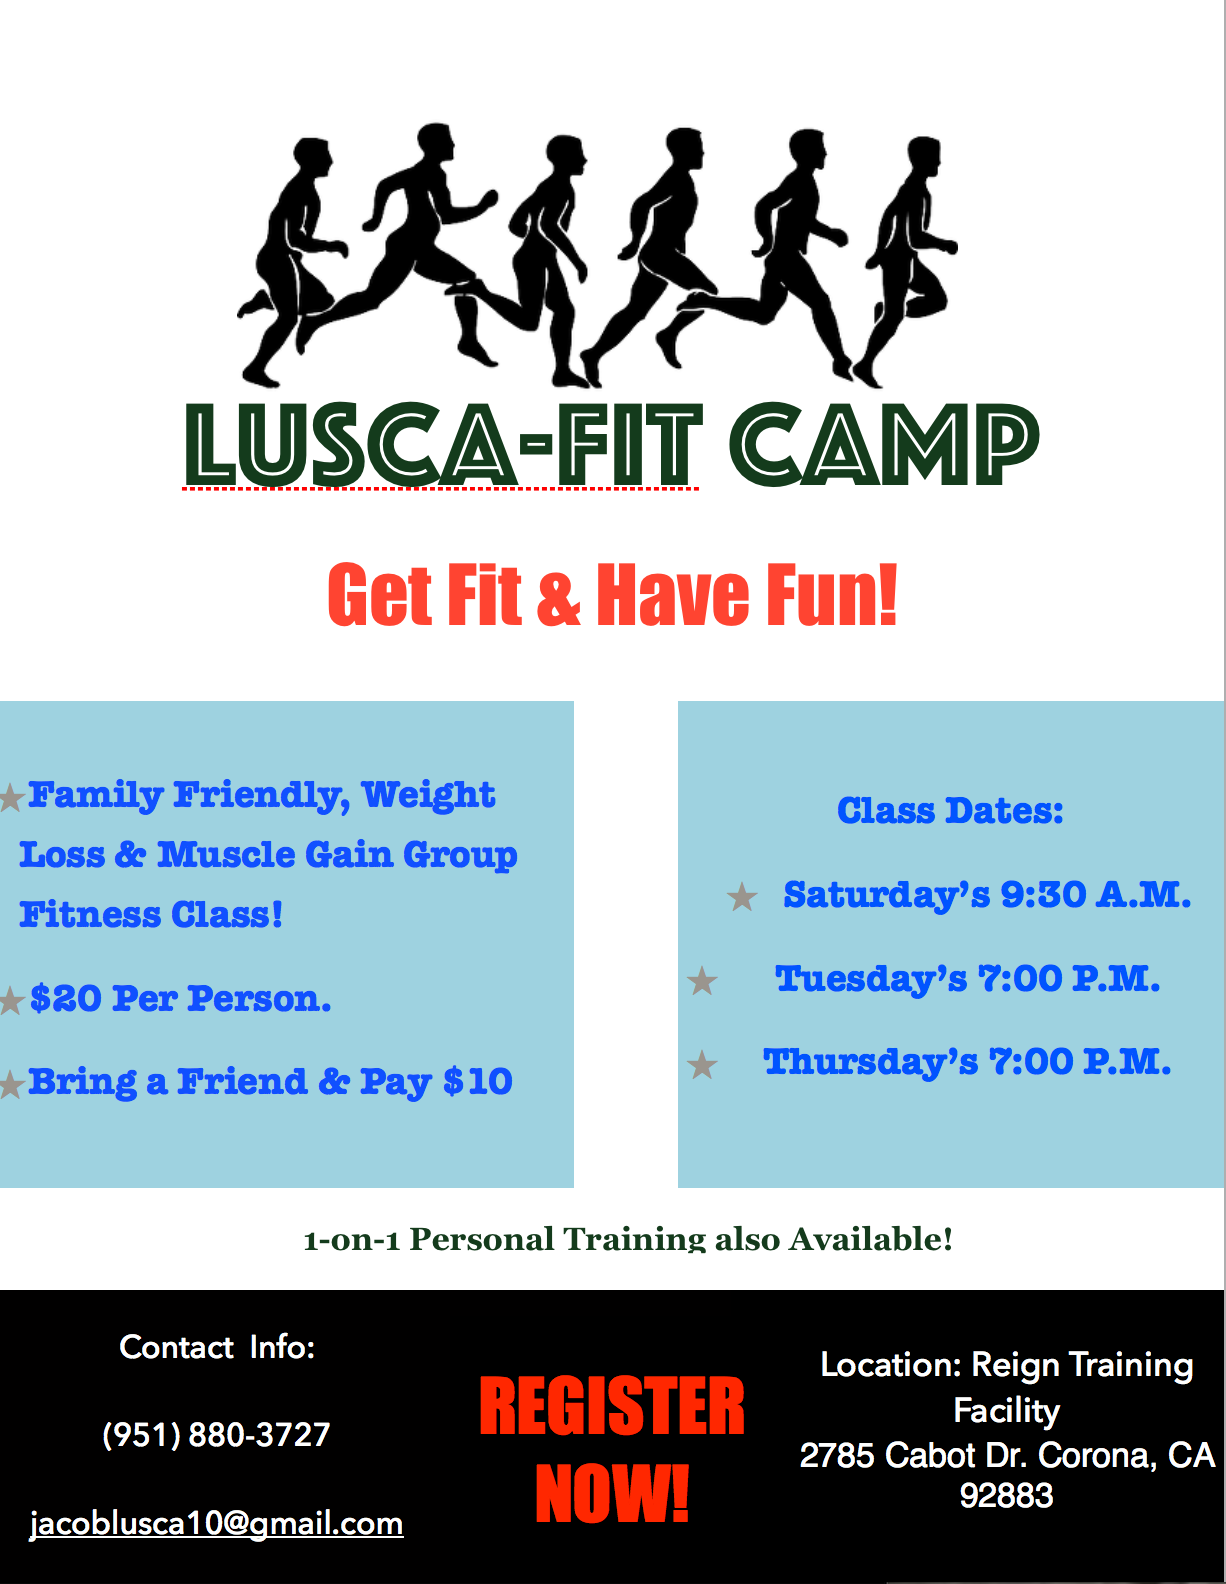 LUSCA-FIT CAMP
Get Fit & Have Fun!
Family Friendly, Weight
Loss & Muscle Gain Group
Fitness Class!
$20 Per Person.
Bring a Friend & Pay $10
Class Dates:
Saturday’s 9:30 A.M.
Tuesday’s 7:00 P.M.
Thursday’s 7:00 P.M.
1-on-1 Personal Training also Available!
Contact  Info:
(951) 880-3727
jacoblusca10@gmail.com
REGISTER
NOW!
Location: Reign Training
Facility
2785 Cabot Dr. Corona, CA
92883